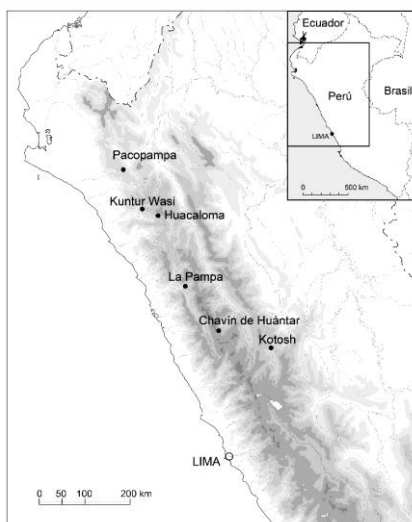 Ecuador
Perú
Brasil
LIMA
0 500 km
Pacopampa
Kuntur Wasi
Huacaloma
La Pampa
Chavín de Huántar
Kotosh
LIMA
0 50 100 200 km